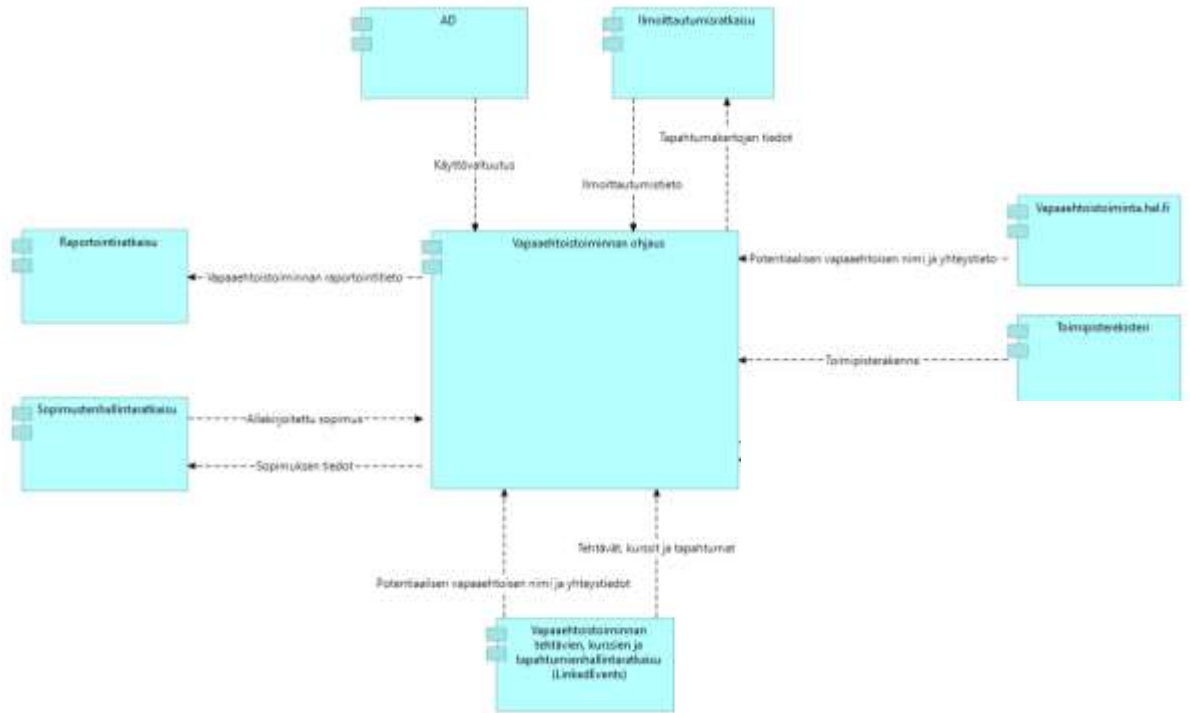 AD
Ilmoittautumisratkaisu
Tapahtumakertojen tiedot
Käyttövaltuutus
Ilmoittautumistieto
Vapaaehtoistoiminta.hel.fi
Raportointiratkaisu
Vapaaehtoistoiminnan ohjaus
Potentiaalisen vapaaehtoisen nimi ja yhteystieto
Vapaaehtoistoiminnan raportointitieto
Toimipisterekisteri
Toimipisterakenne
Sopimustenhallintaratkaisu
Allekirjoitettu sopimus
Sopimuksen tiedot
Tehtävät, kurssit ja tapahtumat
Potentiaalisen vapaaehtoisen nimi ja yhteystiedot
Vapaaehtoistoiminnan
tehtävien, kurssien ja
tapahtumienhallintaratkaisu
(LinkedEvents)